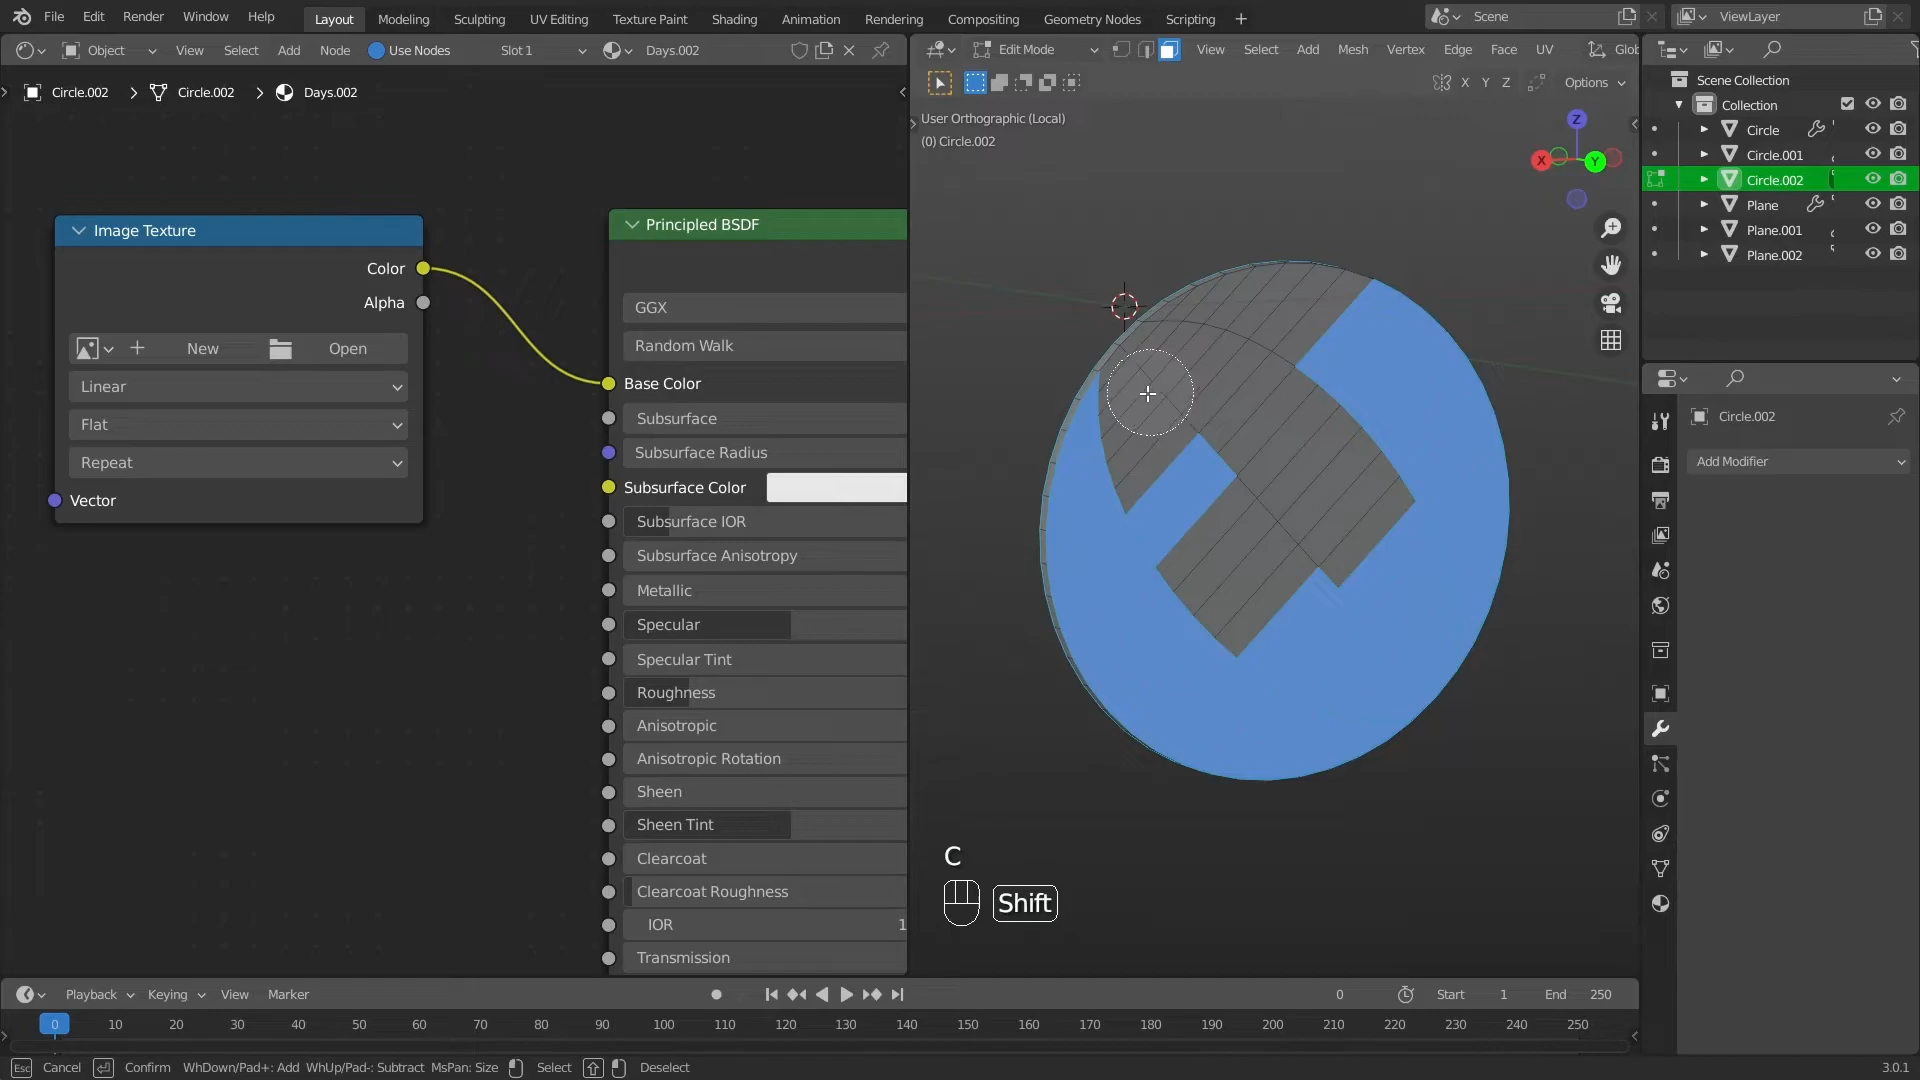 File Edit Render Window Help Layout Modeling Sculpting UV Editing Texture Paint Shading Animation Rendering Compositing Geometry Nodes Scripting + Scene ViewLayer
Object View Select Add Node Use Nodes Slot 1 Days.002 Edit Mode View Select Add Mesh Vertex Edge Face UV Glob
X Y Z Options
Circle.002 > Circle.002 > Days.002
User Orthographic (Local)
(0) Circle.002
Z
X
Y
Scene Collection
Collection
Circle
Circle.001
Circle.002
Plane
Plane.001
Plane.002
Image Texture
Color
Alpha
New Open
Linear
Flat
Repeat
Vector
Principled BSDF
GGX
Random Walk
Base Color
Subsurface
Subsurface Radius
Subsurface Color
Subsurface IOR
Subsurface Anisotropy
Metallic
Specular
Specular Tint
Roughness
Anisotropic
Anisotropic Rotation
Sheen
Sheen Tint
Clearcoat
Clearcoat Roughness
IOR 1
Transmission
Circle.002
Add Modifier
C
Shift
Playback Keying View Marker 0 Start 1 End 250
0 10 20 30 40 50 60 70 80 90 100 110 120 130 140 150 160 170 180 190 200 210 220 230 240 250
Esc Cancel Confirm WhDown/Pad+: Add WhUp/Pad-: Subtract MsPan: Size Select Deselect 3.0.1